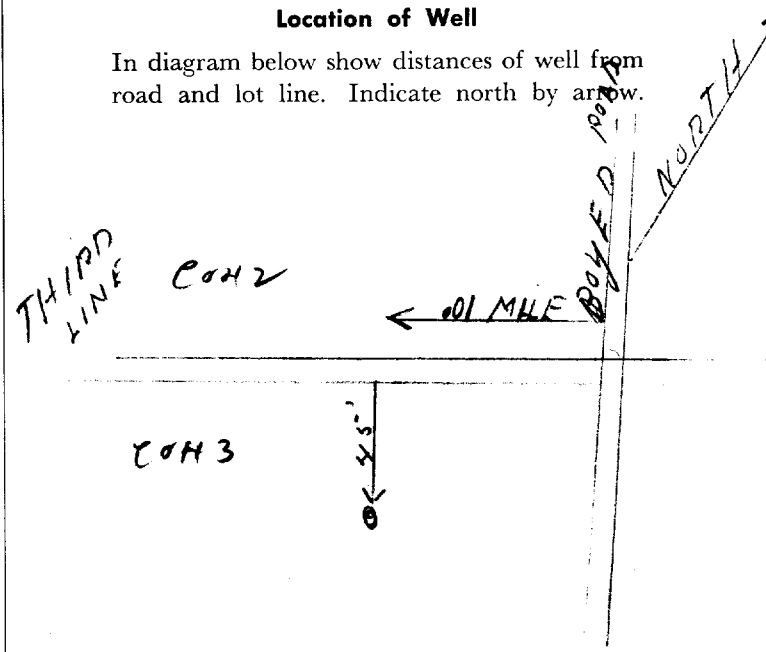 Location of Well
In diagram below show distances of well from
road and lot line. Indicate north by arrow.
NORTH
BOYED ROAD
THIRD
LINE
CON 2
.01 MILE
CON 3
45'